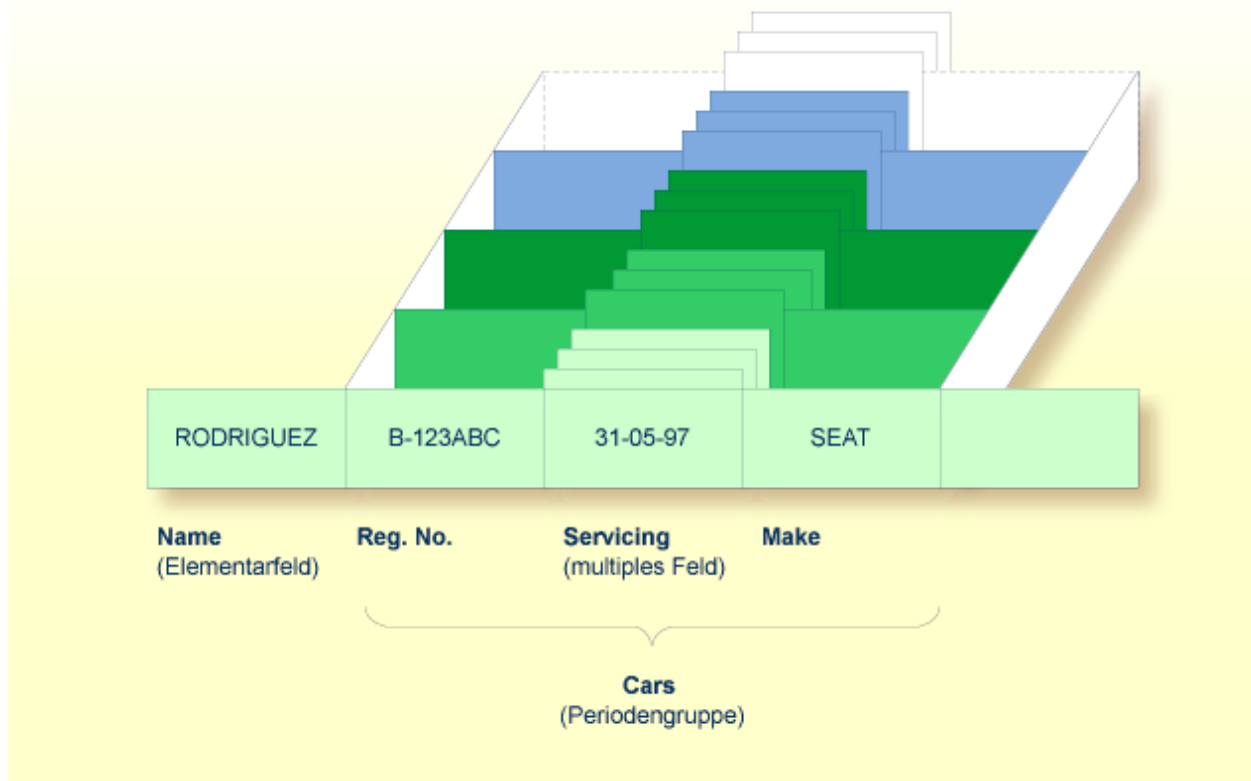 RODRIGUEZ B-123ABC 31-05-97 SEAT
Name Reg. No. Servicing Make
(Elementarfeld) (multiples Feld)
Cars
(Periodengruppe)